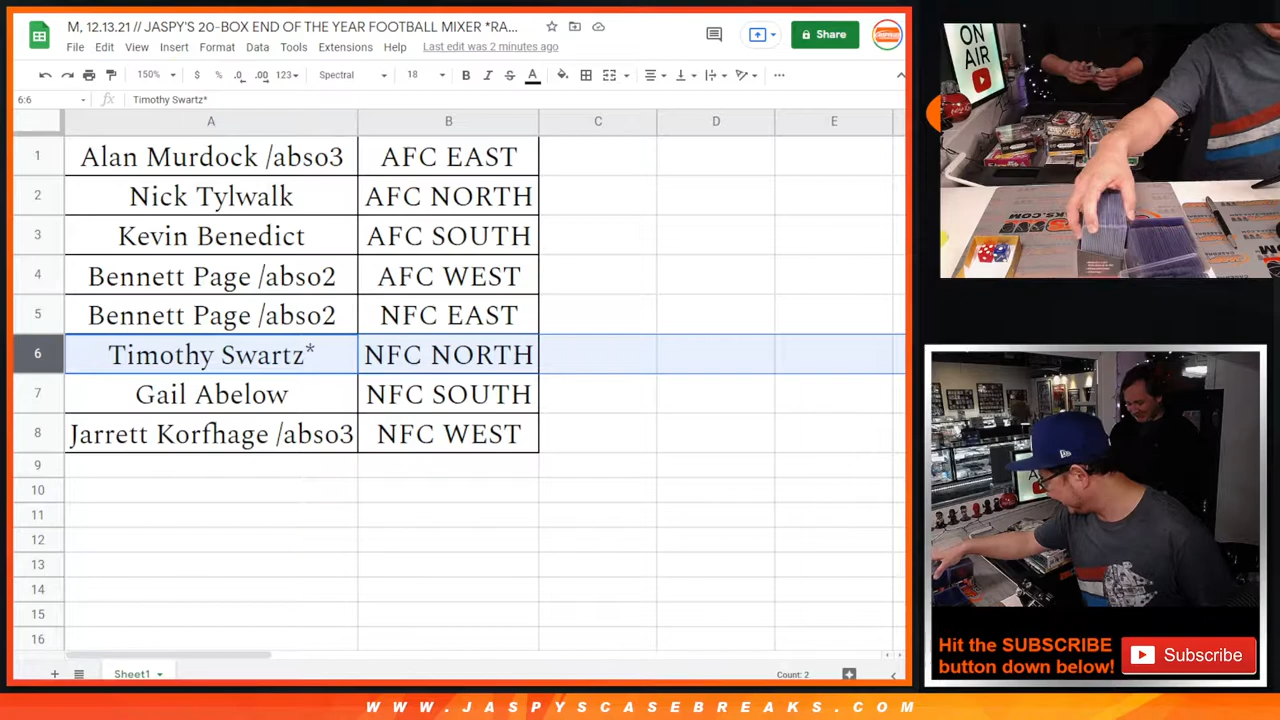 M, 12.13.21 // JASPY'S 20-BOX END OF THE YEAR FOOTBALL MIXER *RA...
File Edit View Insert Format Data Tools Extensions Help Last edit was 2 minutes ago
Share
150% $ % .0 .00 123 Spectral 18 B I S A
6:6 fx Timothy Swartz*
A B C D E
1 Alan Murdock /abso3 AFC EAST
2 Nick Tylwalk AFC NORTH
3 Kevin Benedict AFC SOUTH
4 Bennett Page /abso2 AFC WEST
5 Bennett Page /abso2 NFC EAST
6 Timothy Swartz* NFC NORTH
7 Gail Abelow NFC SOUTH
8 Jarrett Korfhage /abso3 NFC WEST
9
10
11
12
13
14
15
16
Sheet1 Count: 2
ON
AIR
Hit the SUBSCRIBE
button down below!
Subscribe
WWW.JASPYSCASEBREAKS.COM